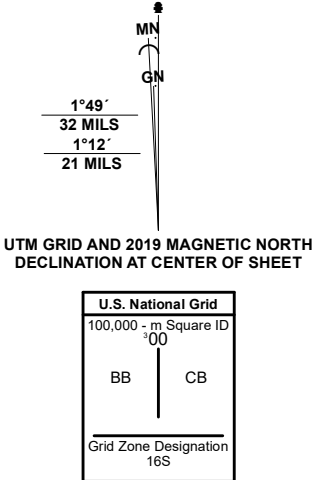 MN
GN
1°49´
32 MILS
1°12´
21 MILS
UTM GRID AND 2019 MAGNETIC NORTH
DECLINATION AT CENTER OF SHEET
U.S. National Grid
100,000 - m Square ID
³00
BB CB
Grid Zone Designation
16S